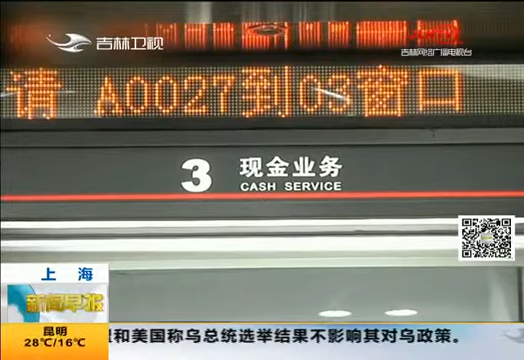 吉林卫视
吉林网络广播电视台
请 A0027到03窗口
3 现金业务
CASH SERVICE
上海
新闻早报
昆明
28℃/16℃
和美国称乌总统选举结果不影响其对乌政策。